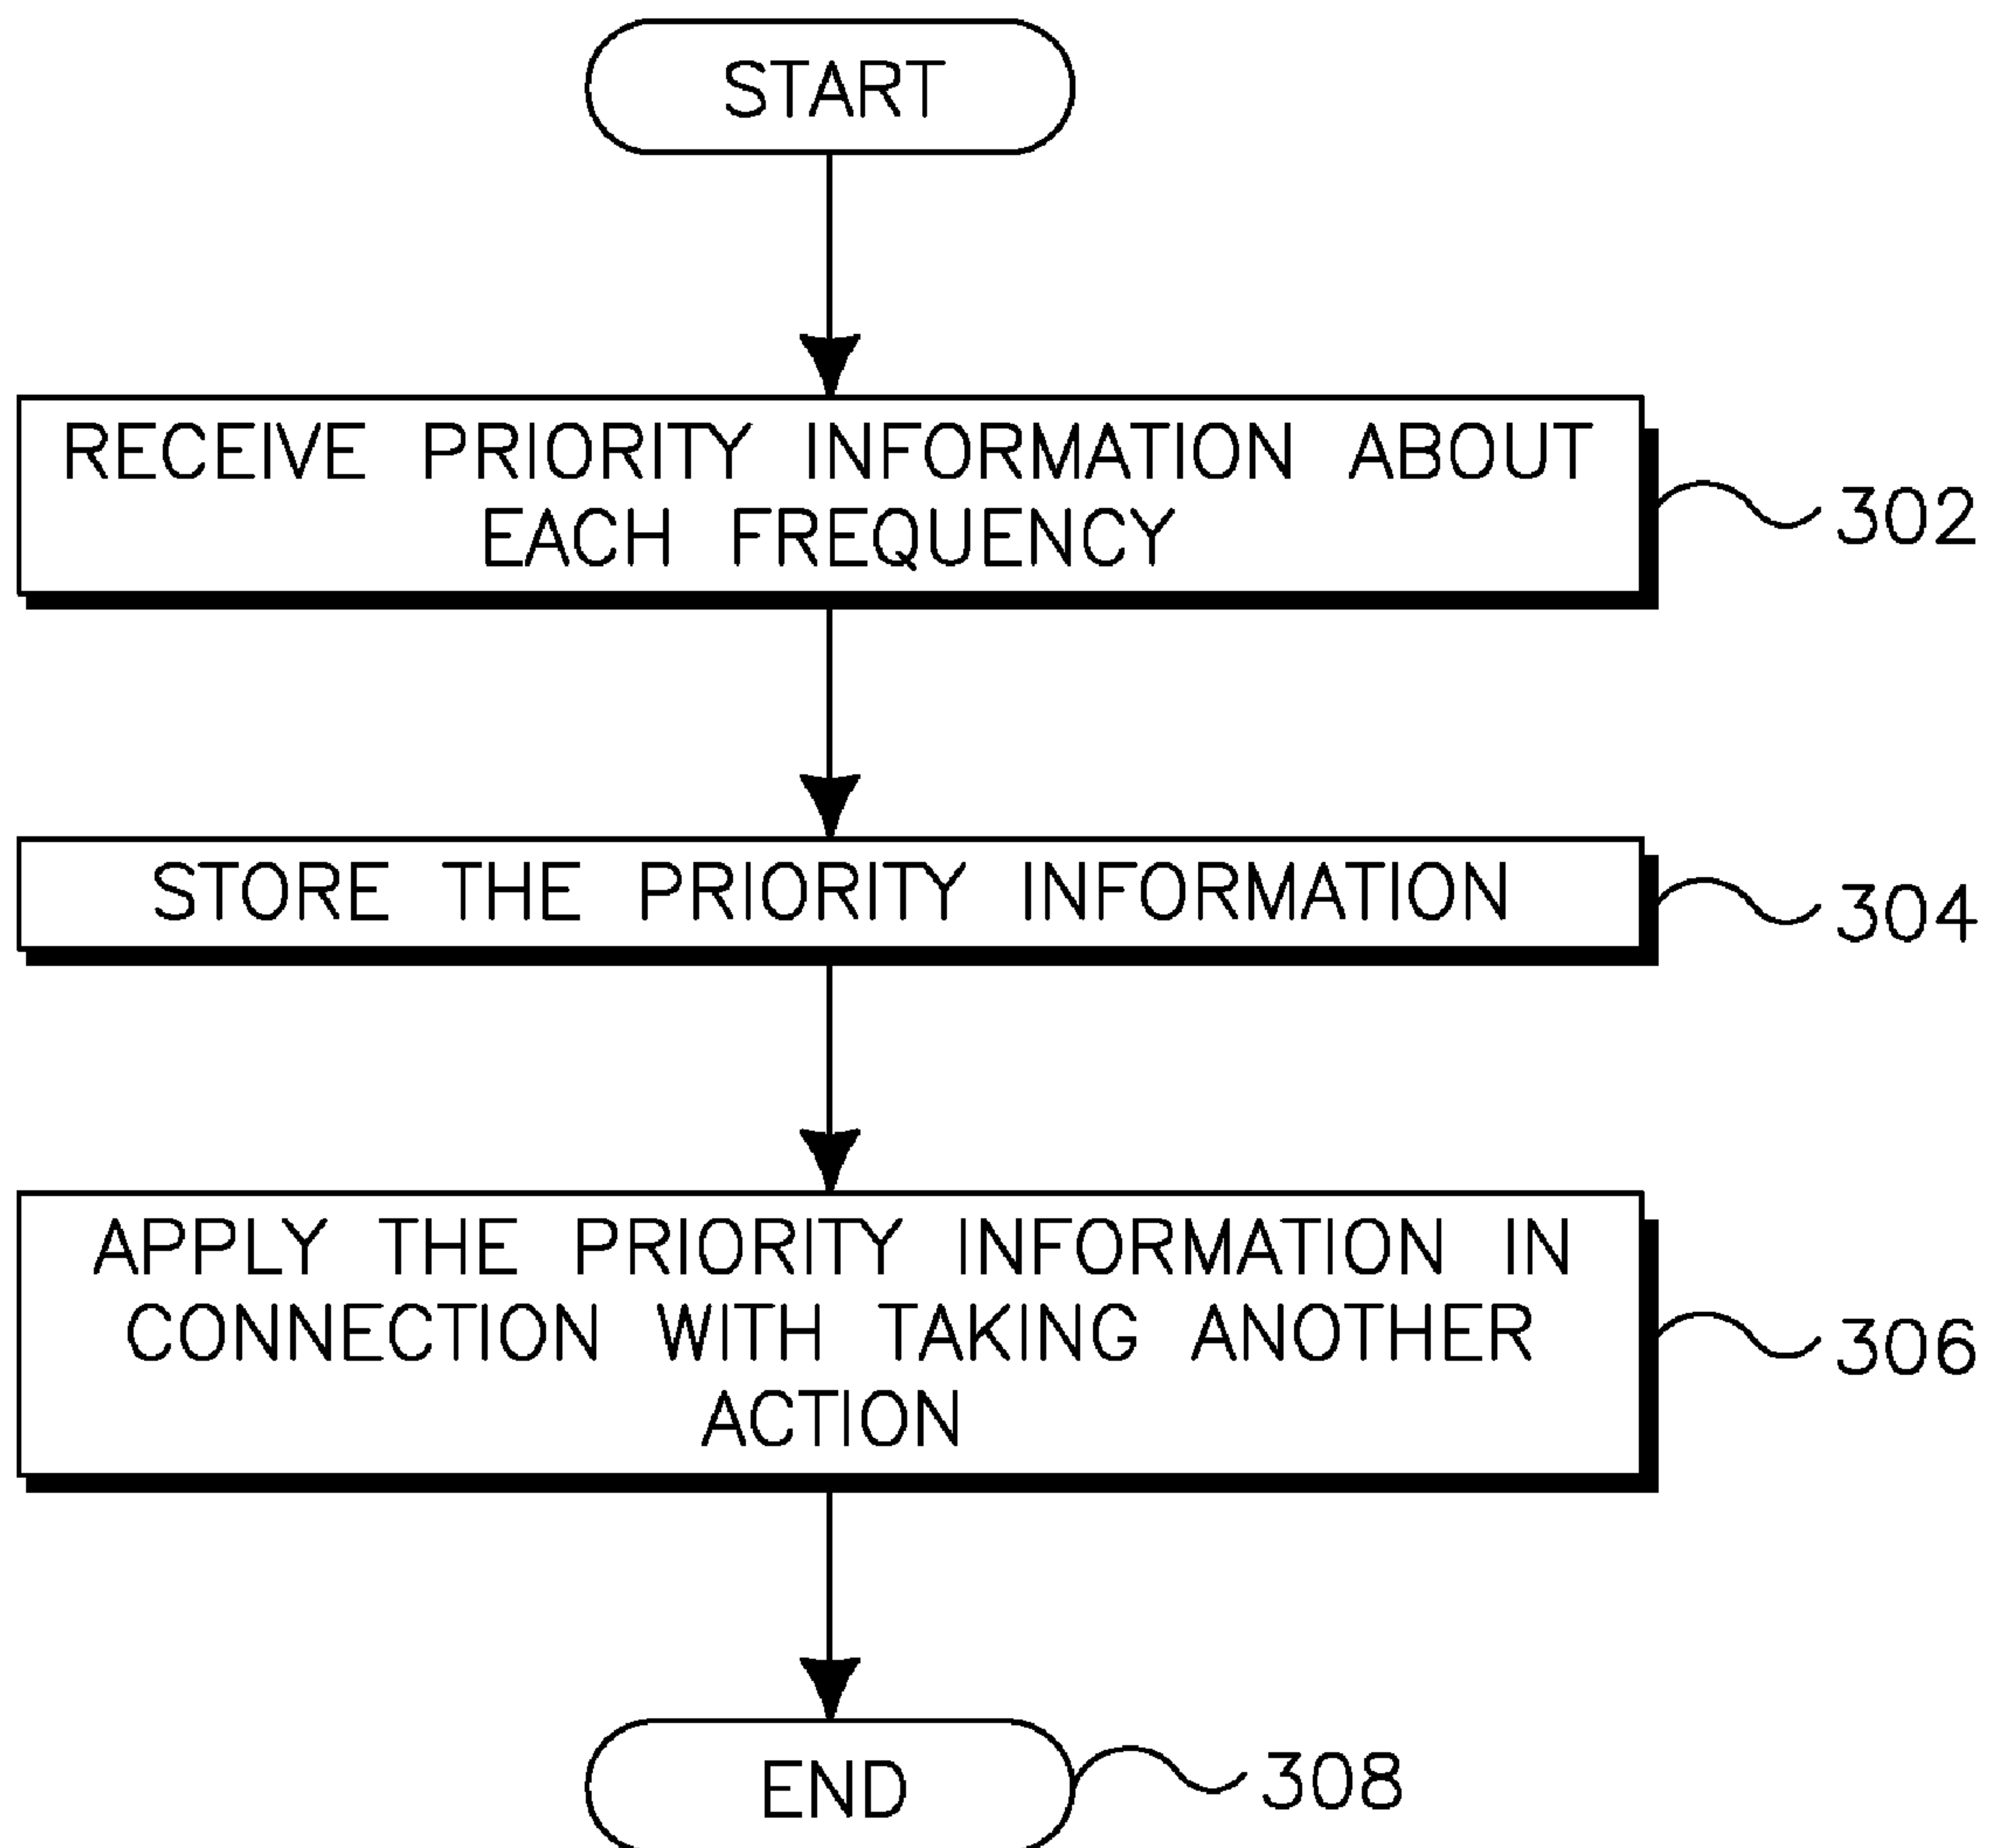 START
RECEIVE PRIORITY INFORMATION ABOUT
EACH FREQUENCY
302
STORE THE PRIORITY INFORMATION
304
APPLY THE PRIORITY INFORMATION IN
CONNECTION WITH TAKING ANOTHER
ACTION
306
END
308